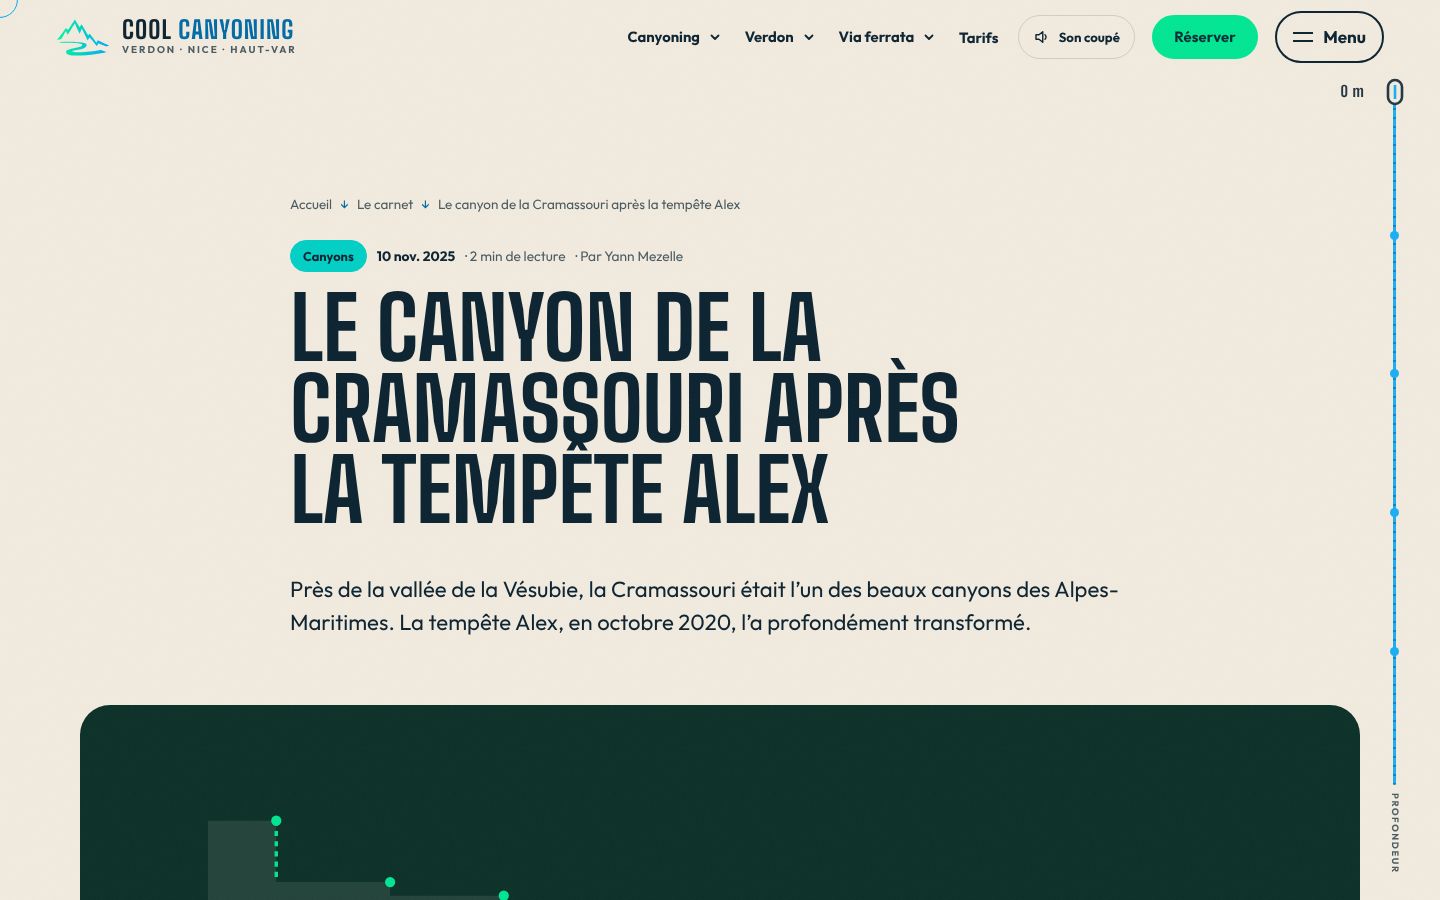 COOL CANYONING
VERDON · NICE · HAUT-VAR
Canyoning
Verdon
Via ferrata
Tarifs
Son coupé
Réserver
Menu
0 m
Accueil ↓ Le carnet ↓ Le canyon de la Cramassouri après la tempête Alex
Canyons 10 nov. 2025 · 2 min de lecture · Par Yann Mezelle
LE CANYON DE LA
CRAMASSOURI APRÈS
LA TEMPÊTE ALEX
Près de la vallée de la Vésubie, la Cramassouri était l’un des beaux canyons des Alpes-
Maritimes. La tempête Alex, en octobre 2020, l’a profondément transformé.
PROFONDEUR